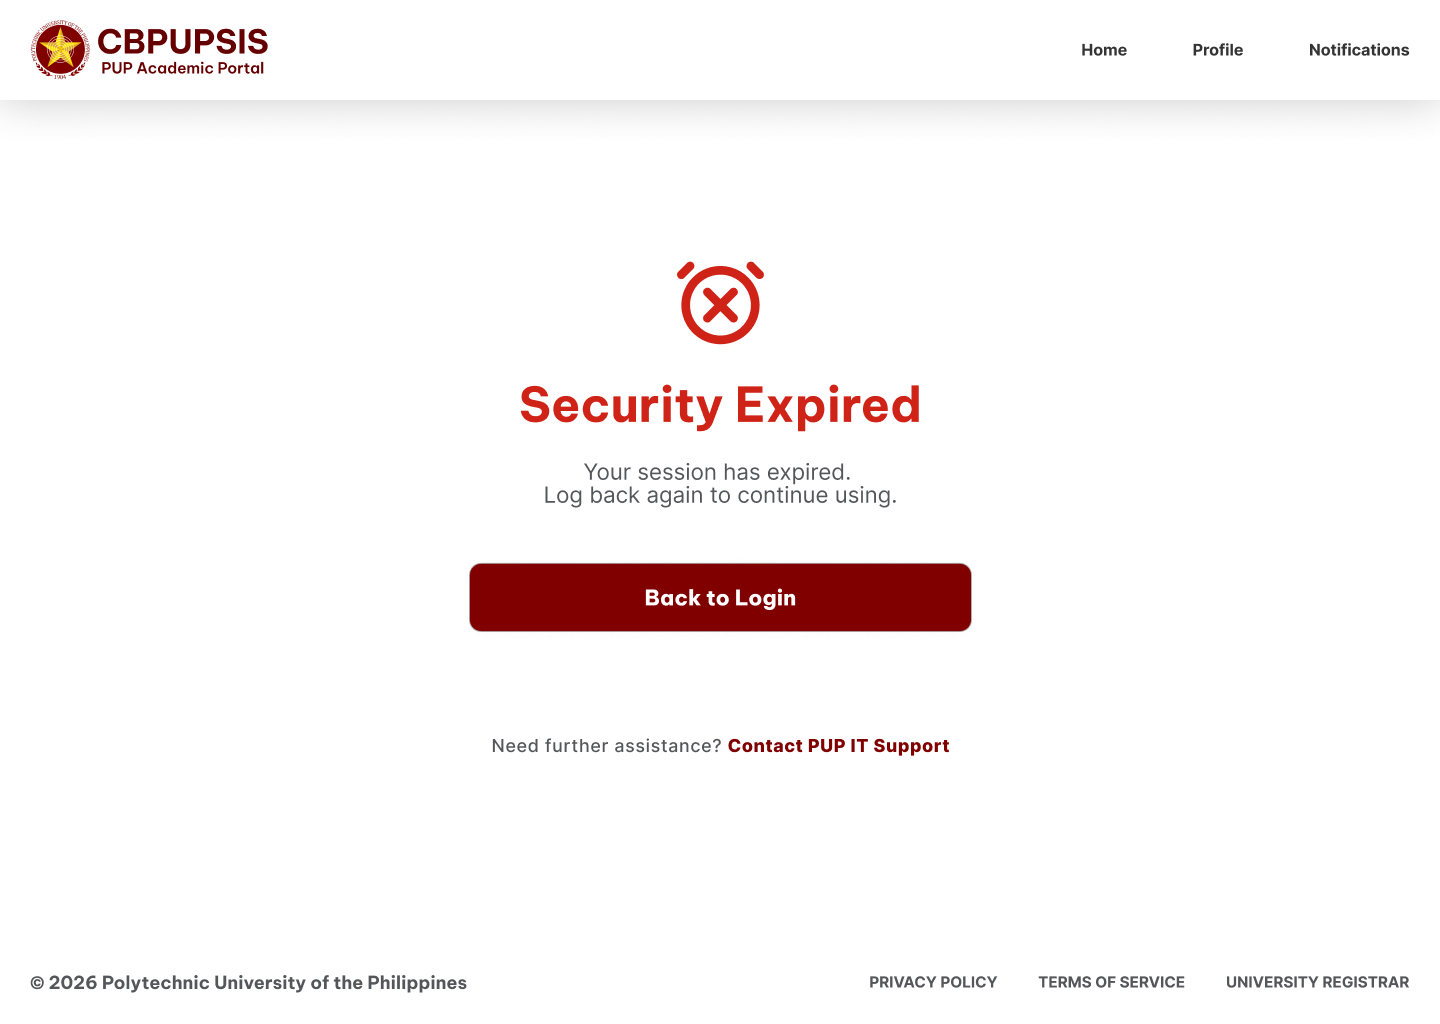 CBPUPSIS
PUP Academic Portal
Home
Profile
Notifications
1904
Security Expired
Your session has expired.
Log back again to continue using.
Back to Login
Need further assistance? Contact PUP IT Support
© 2026 Polytechnic University of the Philippines
PRIVACY POLICY
TERMS OF SERVICE
UNIVERSITY REGISTRAR